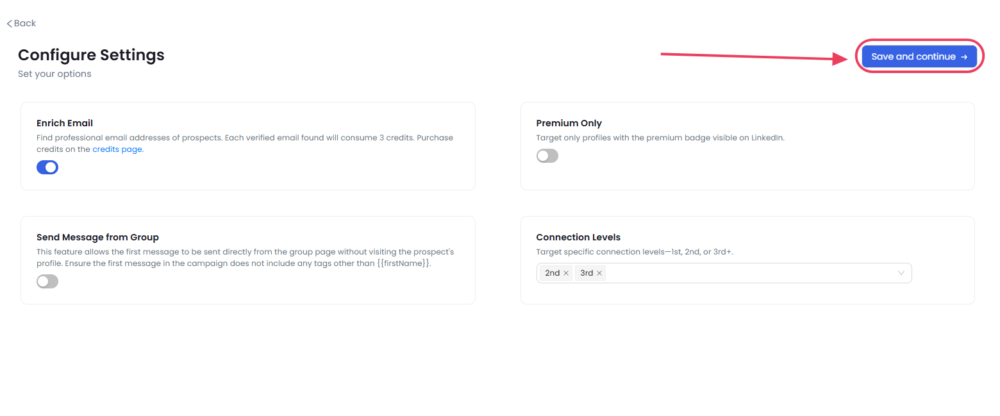 Back
Configure Settings
Save and continue →
Set your options
Enrich Email
Find professional email addresses of prospects. Each verified email found will consume 3 credits. Purchase
credits on the credits page.
Premium Only
Target only profiles with the premium badge visible on LinkedIn.
Send Message from Group
This feature allows the first message to be sent directly from the group page without visiting the prospect's
profile. Ensure the first message in the campaign does not include any tags other than {{firstName}}.
Connection Levels
Target specific connection levels—1st, 2nd, or 3rd+.
2nd × 3rd ×